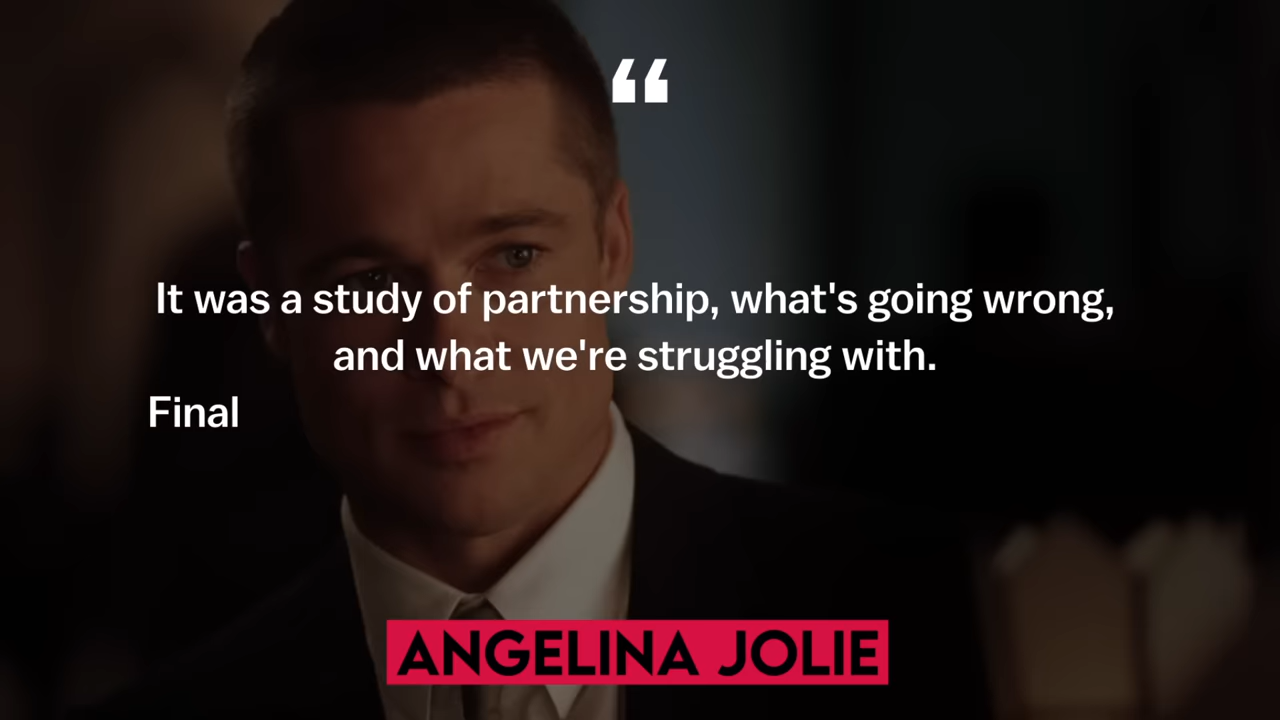 “
It was a study of partnership, what's going wrong,
and what we're struggling with.
Final
ANGELINA JOLIE